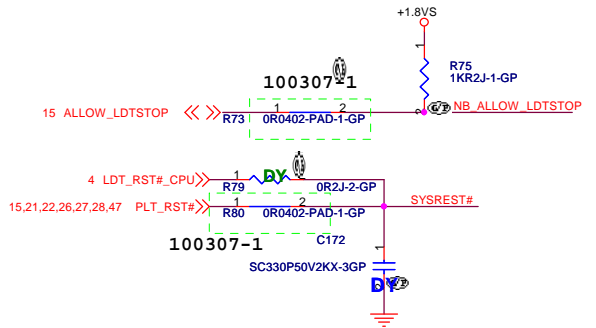 +1.8VS
1
R75
1KR2J-1-GP
2
100307-1
15 ALLOW_LDTSTOP
1
2
NB_ALLOW_LDTSTOP
R73
0R0402-PAD-1-GP
4 LDT_RST#_CPU
1
DY
2
R79
0R2J-2-GP
15,21,22,26,27,28,47 PLT_RST#
1
2
SYSREST#
R80
0R0402-PAD-1-GP
100307-1
C172
1
SC330P50V2KX-3GP
DY